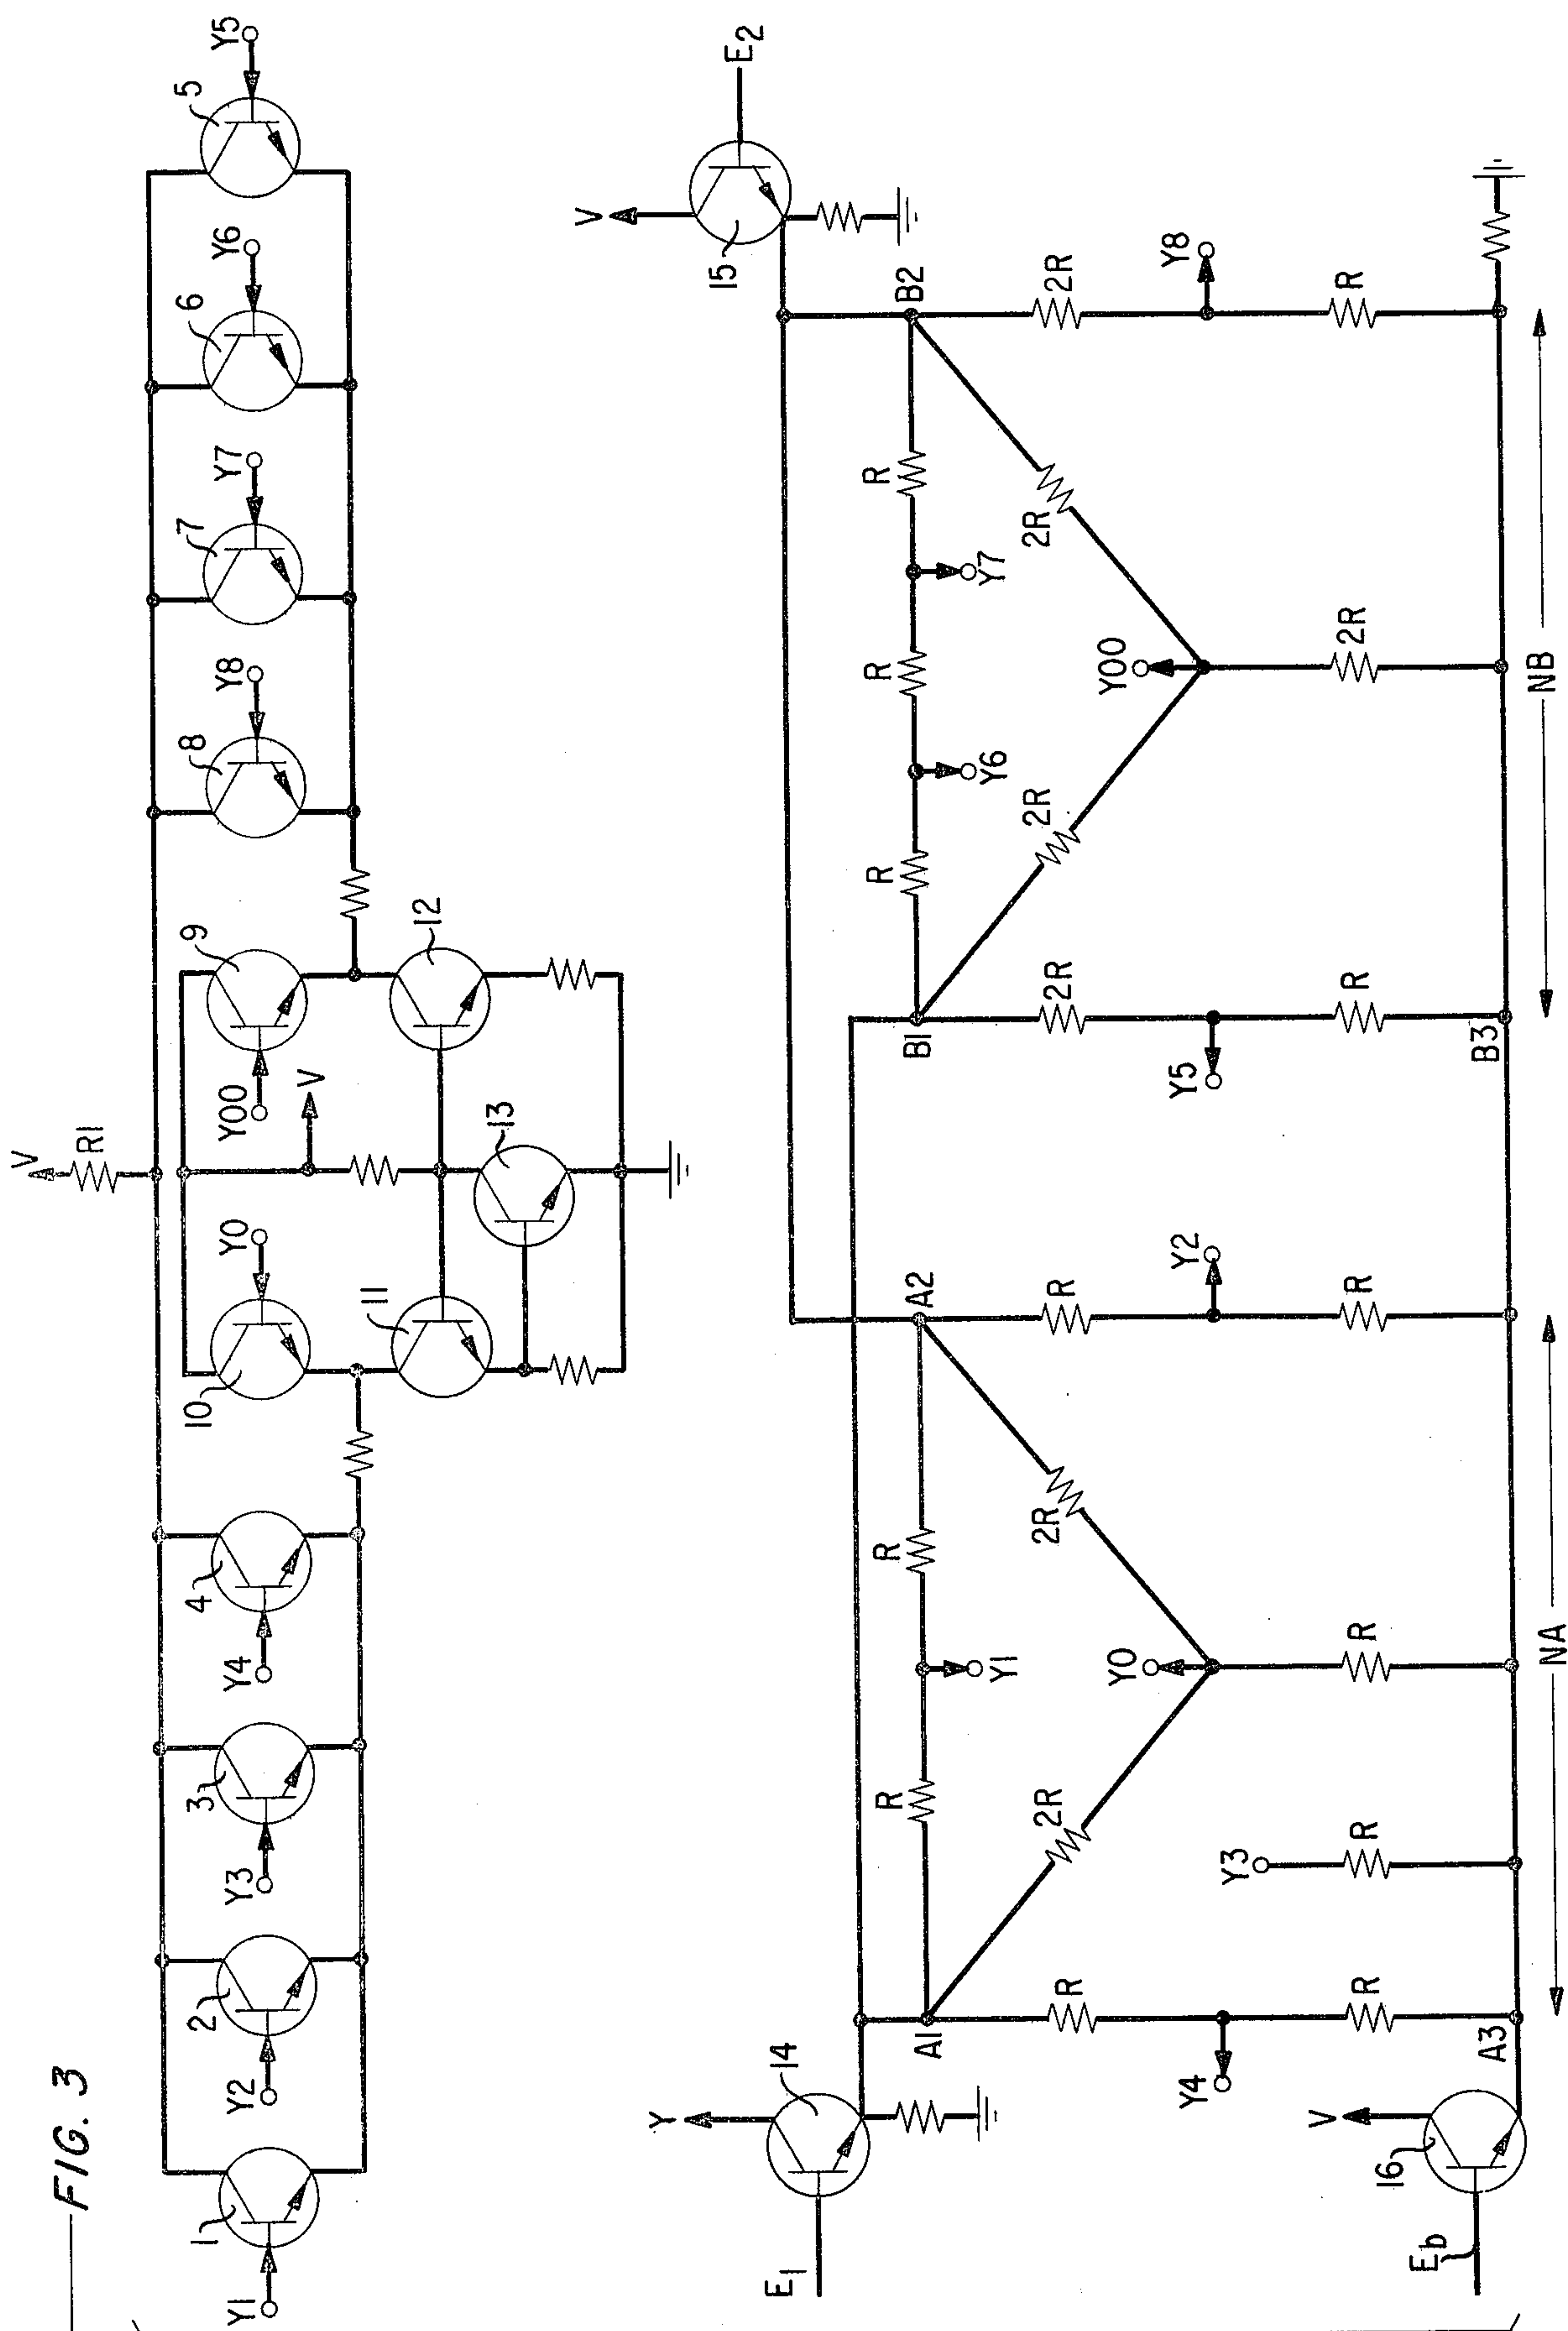 FIG. 3
V
R1
Y1
1
Y2
2
Y3
3
Y4
4
10
Y0
Y00
9
8
Y8
7
Y7
6
Y6
5
Y5
V
11
12
13
Y
14
E1
V
15
E2
A1
R
Y1
R
A2
B1
R
Y6
R
Y7
R
B2
2R
2R
2R
2R
R
R
2R
2R
Y4
Y3
Y0
Y2
Y5
Y00
Y8
R
R
R
R
R
2R
R
V
16
Eb
A3
B3
NA
NB